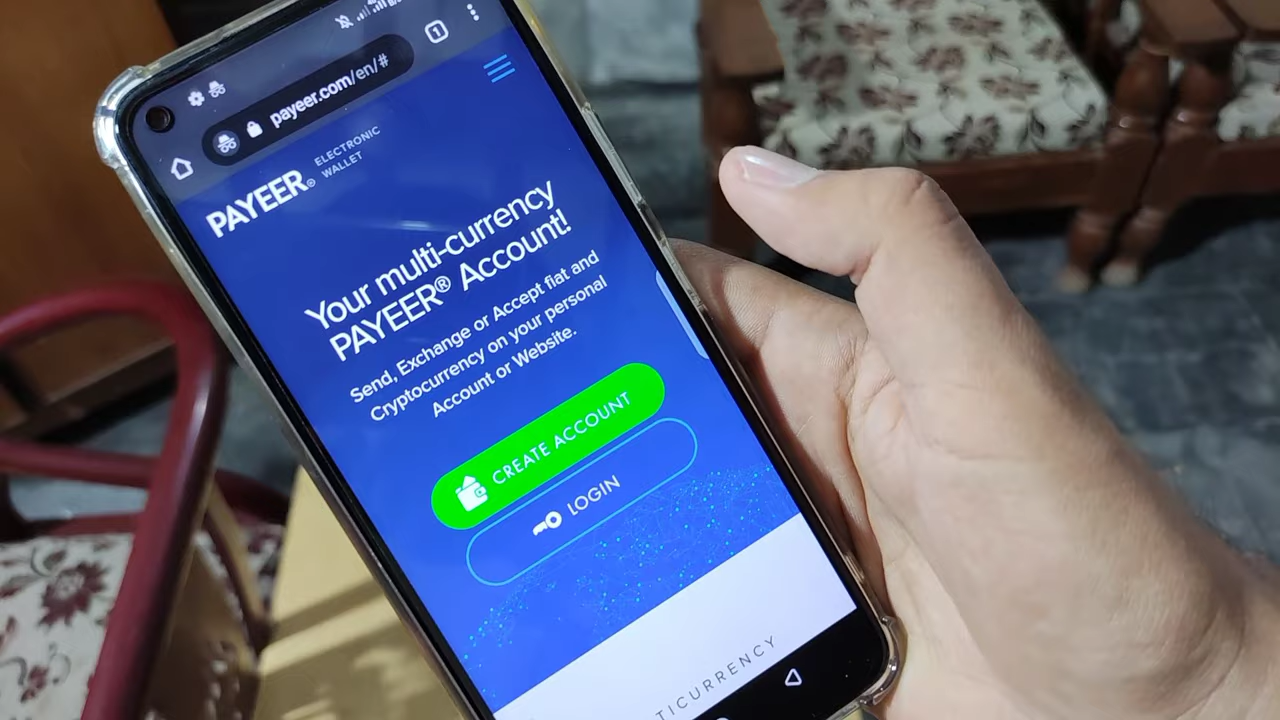 1
payeer.com/en/#
PAYEER®
ELECTRONIC
WALLET
Your multi-currency
PAYEER® Account!
Send, Exchange or Accept fiat and
Cryptocurrency on your personal
Account or Website.
CREATE ACCOUNT
LOGIN
TICURRENCY